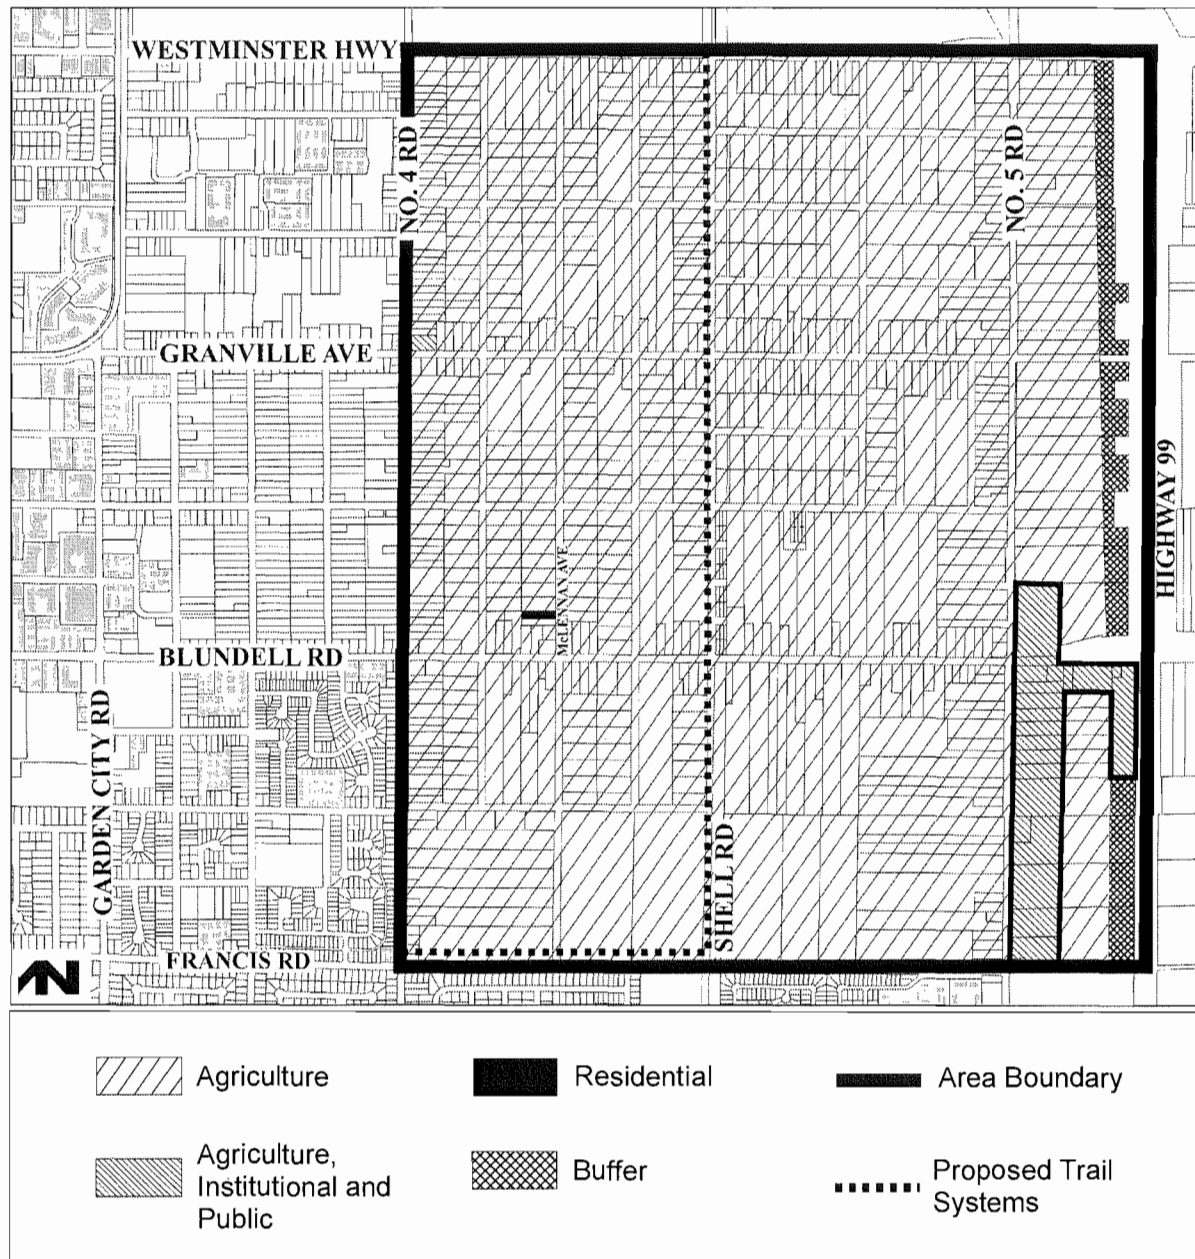 WESTMINSTER HWY
NO. 4 RD
NO. 5 RD
GRANVILLE AVE
HIGHWAY 99
McLENNAN AVE
BLUNDELL RD
GARDEN CITY RD
SHELL RD
FRANCIS RD
N
Agriculture
Residential
Area Boundary
Agriculture,
Institutional and
Public
Buffer
Proposed Trail
Systems